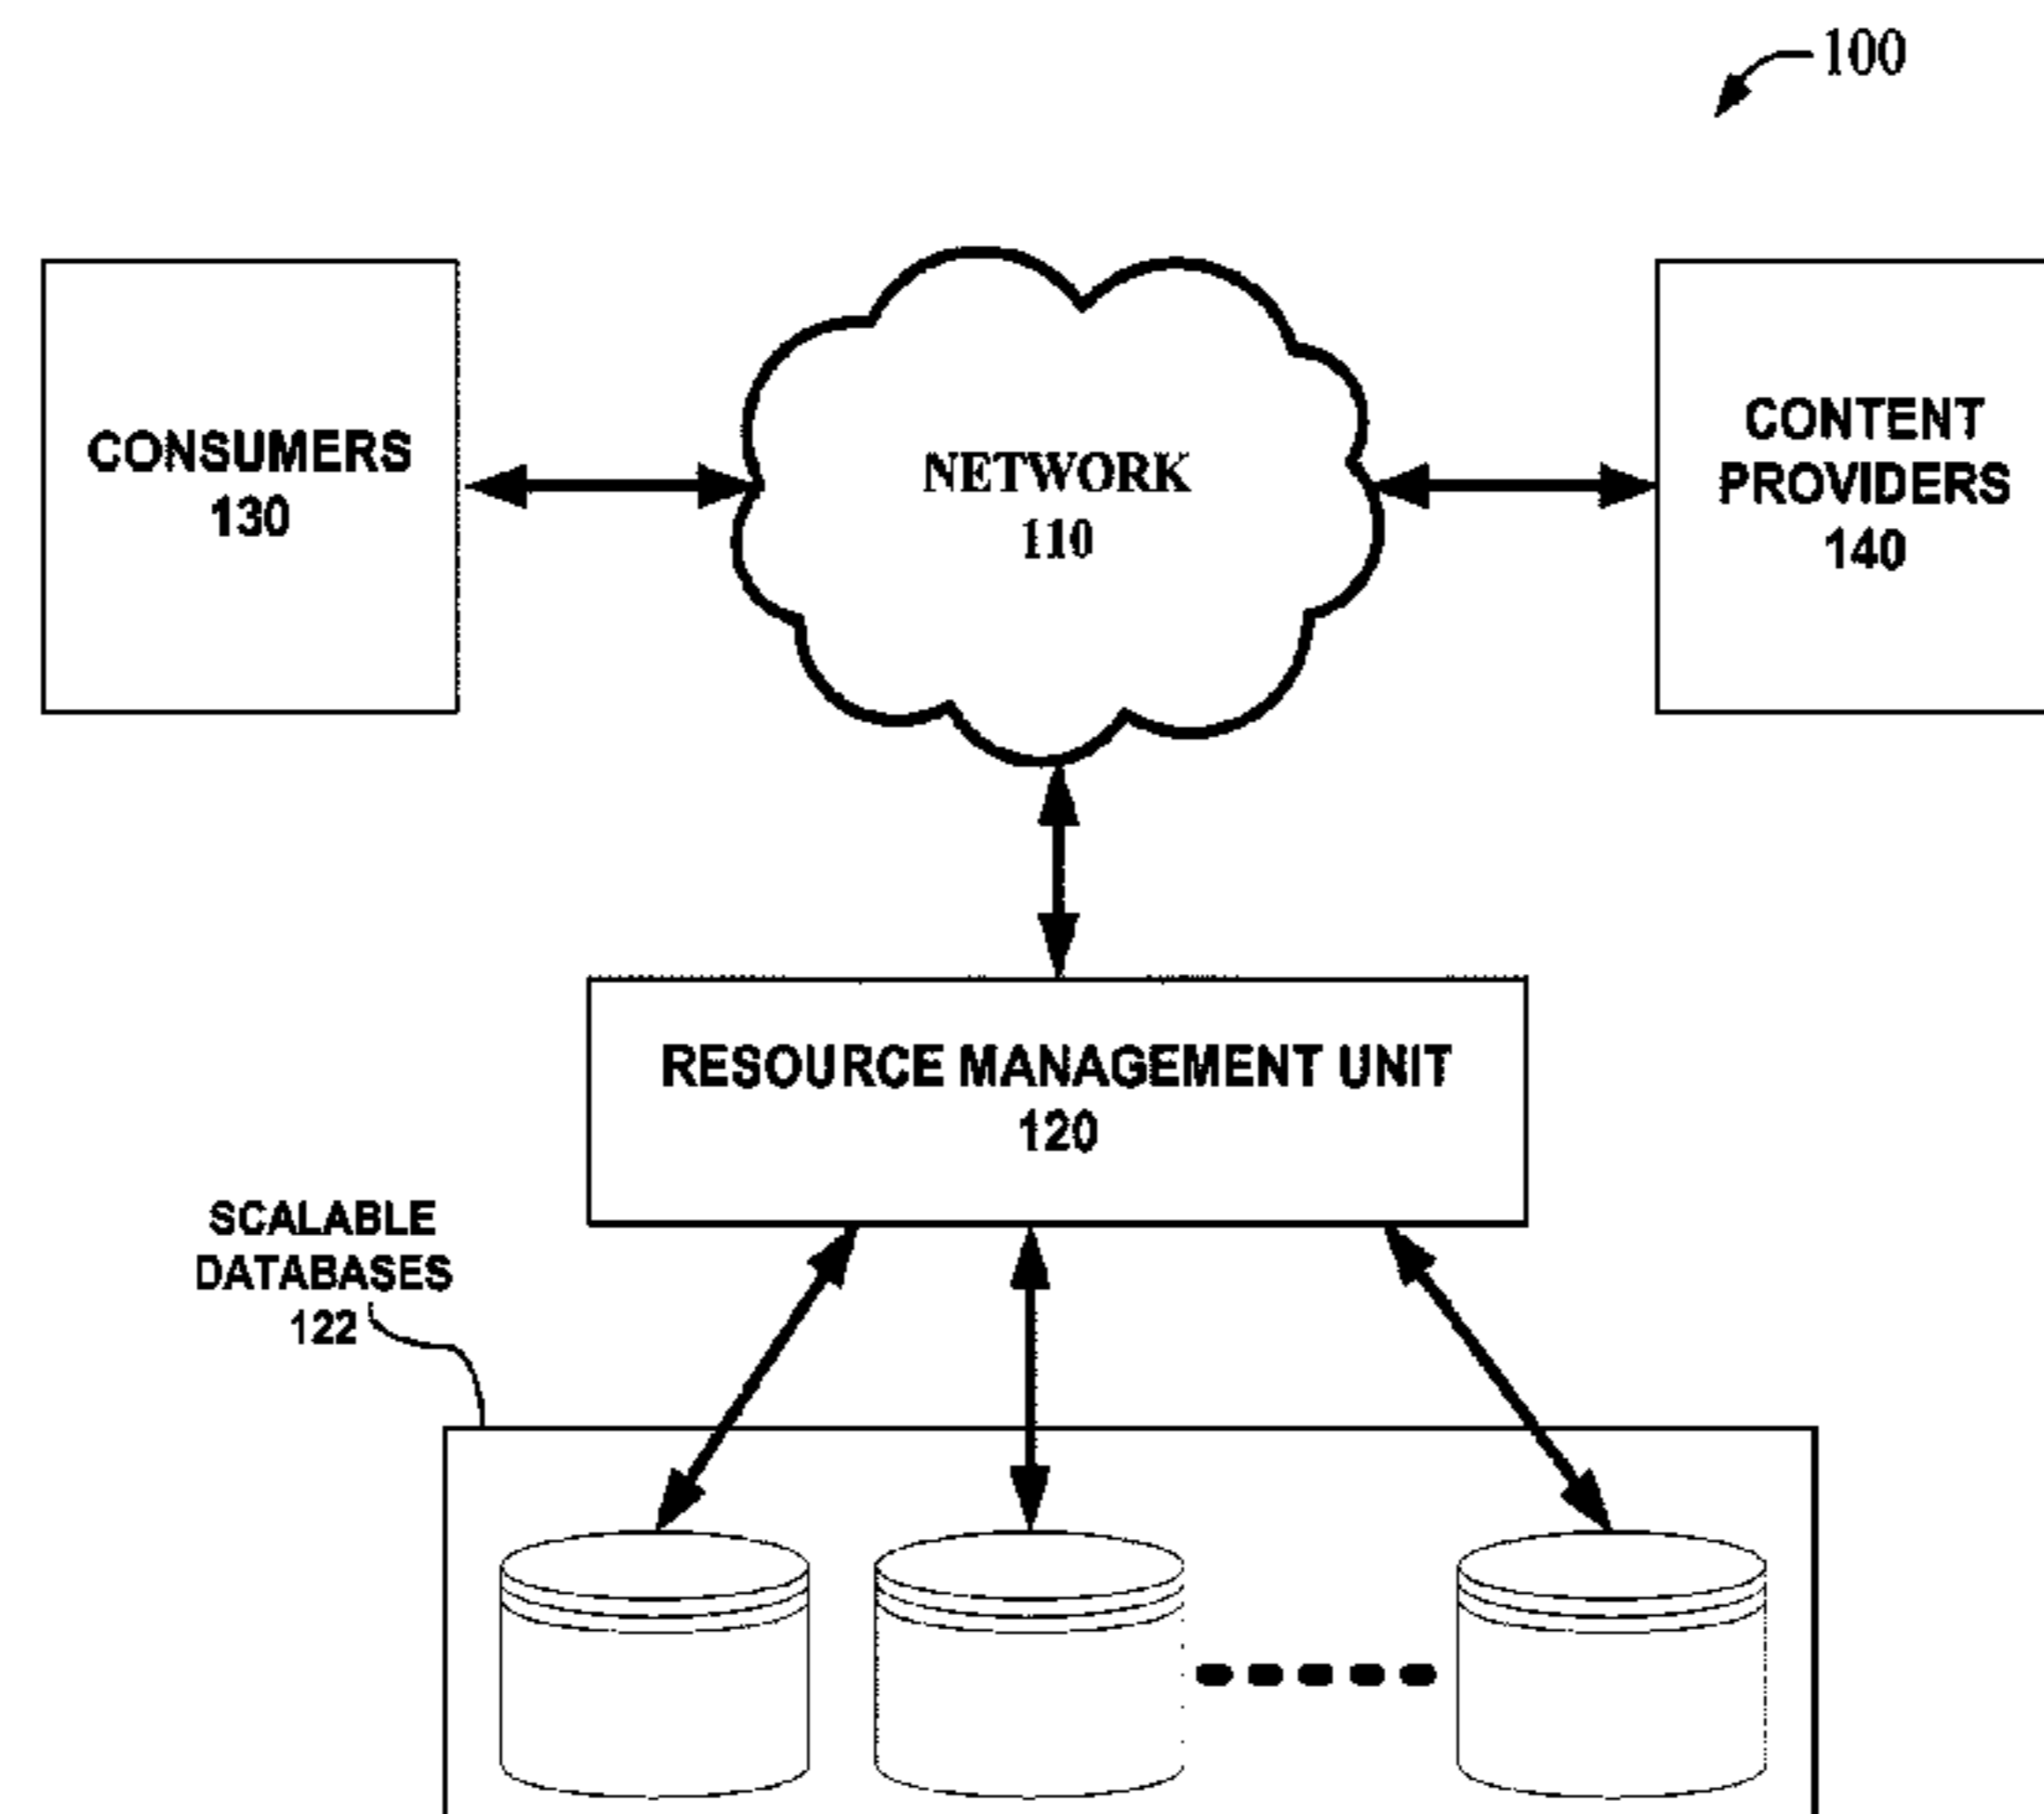 100
CONSUMERS
130
NETWORK
110
CONTENT
PROVIDERS
140
RESOURCE MANAGEMENT UNIT
120
SCALABLE
DATABASES
122